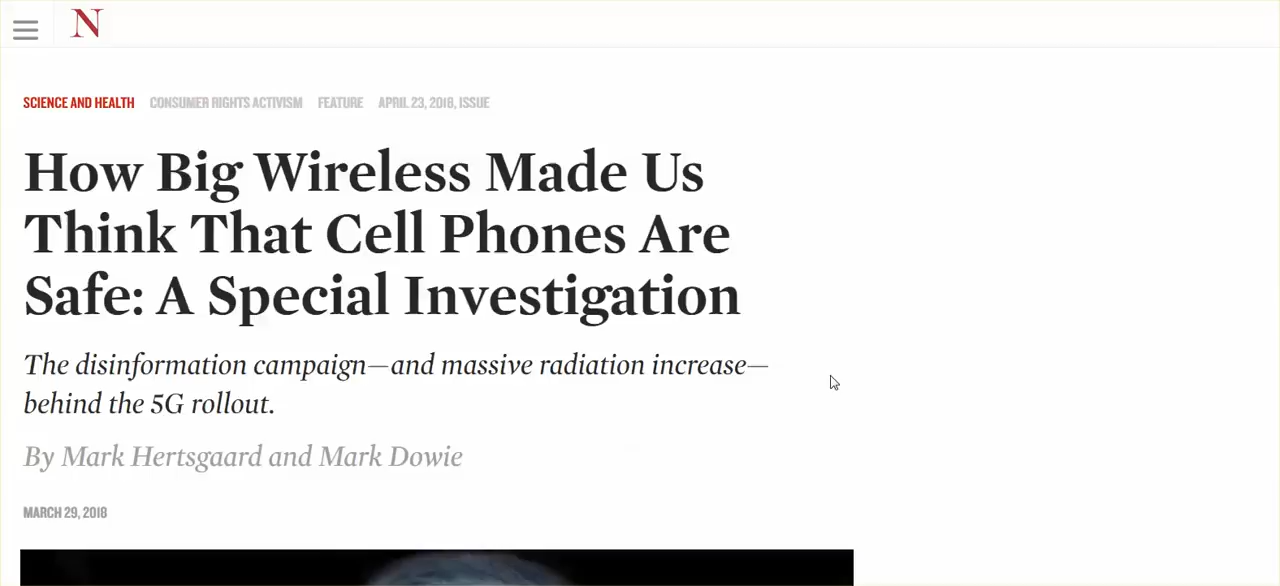 N
SCIENCE AND HEALTH CONSUMER RIGHTS ACTIVISM FEATURE APRIL 23, 2018, ISSUE
How Big Wireless Made Us
Think That Cell Phones Are
Safe: A Special Investigation
The disinformation campaign—and massive radiation increase—
behind the 5G rollout.
By Mark Hertsgaard and Mark Dowie
MARCH 29, 2018